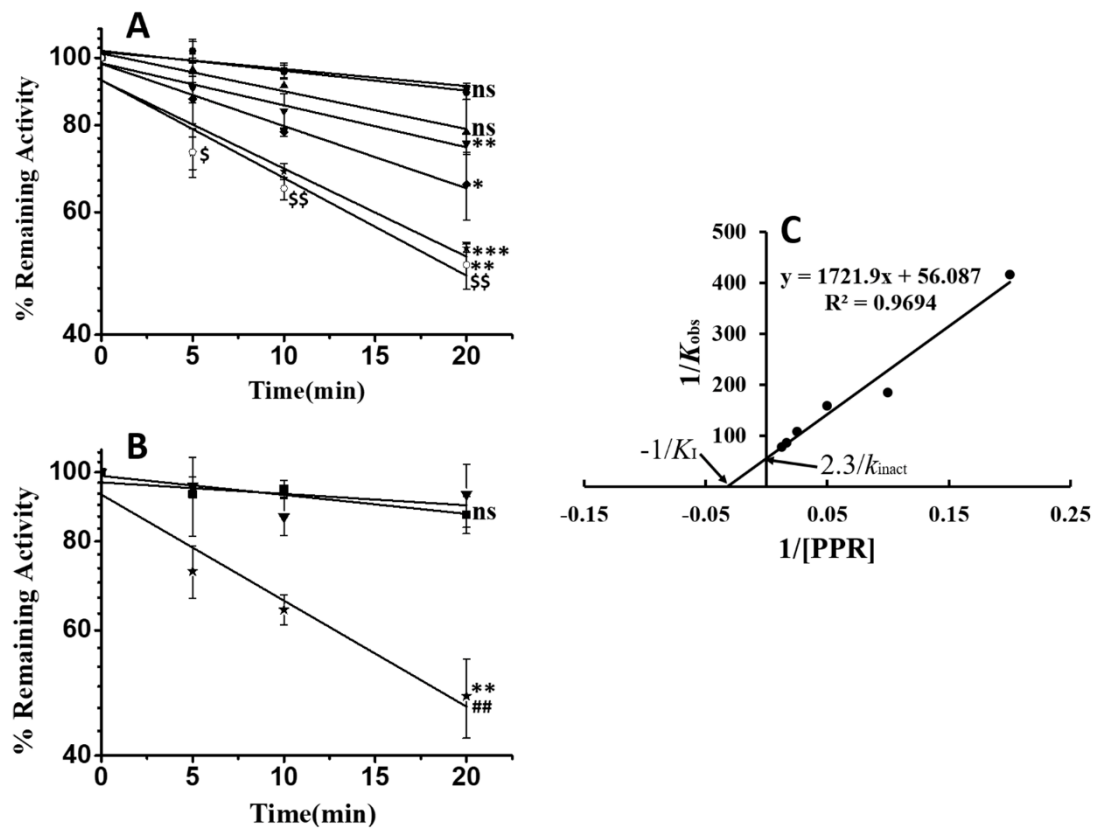 A
% Remaining Activity
100
80
60
40
ns
ns
**
*
***
**
$$
$
$$
0 5 10 15 20
Time(min)
B
% Remaining Activity
100
80
60
40
ns
**
##
0 5 10 15 20
Time(min)
C
500
400
300
200
100
y = 1721.9x + 56.087
R² = 0.9694
1/Kobs
-1/KI
2.3/kinact
-0.15 -0.05 0.05 0.15 0.25
1/[PPR]